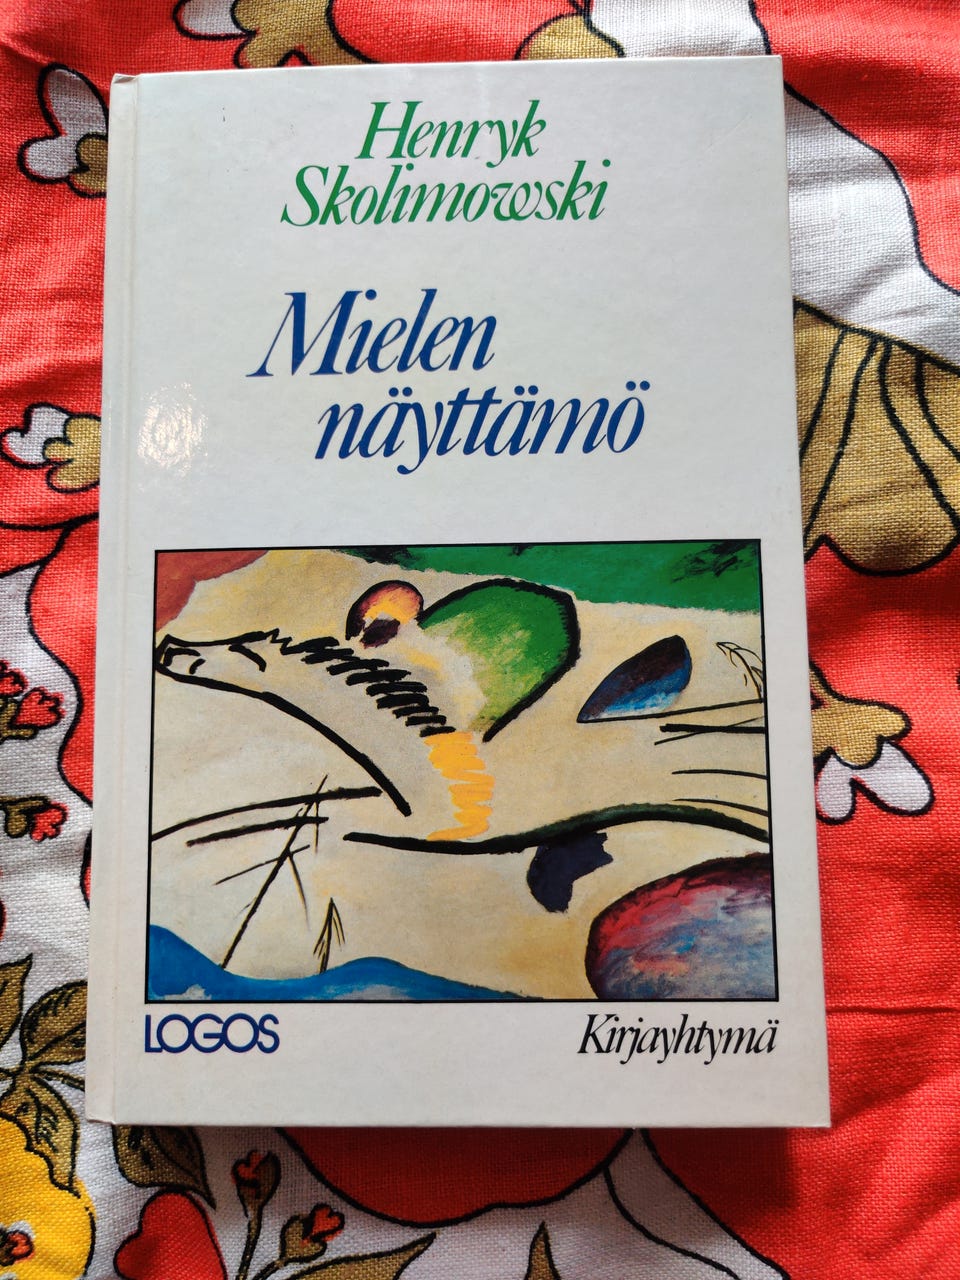 Henryk
Skolimowski
Mielen
näyttämö
LOGOS
Kirjayhtymä